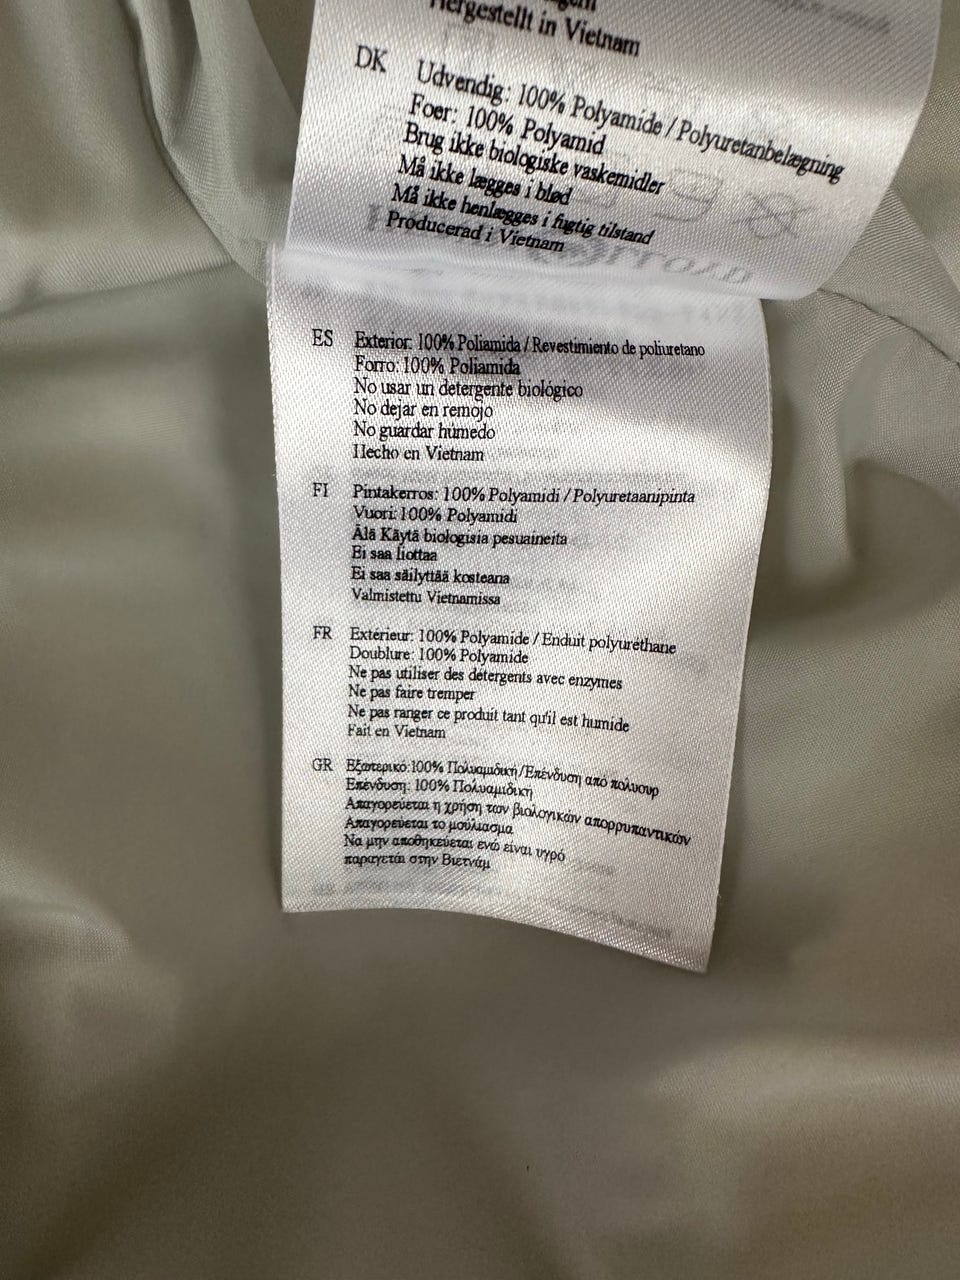 Hergestellt in Vietnam
DK Udvendig: 100% Polyamide / Polyuretanbelægning
Foer: 100% Polyamid
Brug ikke biologiske vaskemidler
Må ikke lægges i blød
Må ikke henlægges i fugtig tilstand
Producerad i Vietnam
ES Exterior: 100% Poliamida / Revestimiento de poliuretano
Forro: 100% Poliamida
No usar un detergente biológico
No dejar en remojo
No guardar húmedo
Hecho en Vietnam
FI Pintakerros: 100% Polyamidi / Polyuretaanipinta
Vuori: 100% Polyamidi
Älä Käytä biologisia pesuaineita
Ei saa liottaa
Ei saa säilyttää kosteana
Valmistettu Vietnamissa
FR Extérieur: 100% Polyamide / Enduit polyuréthane
Doublure: 100% Polyamide
Ne pas utiliser des détergents avec enzymes
Ne pas faire tremper
Ne pas ranger ce produit tant qu'il est humide
Fait en Vietnam
GR Εξωτερικό:100% Πολυαμιδική/Επένδυση από πολυουρ
Επένδυση: 100% Πολυαμιδική
Απαγορεύεται η χρήση των βιολογικών απορρυπαντικών
Απαγορεύεται το μούλιασμα
Να μην αποθηκεύεται ενώ είναι υγρό
παραγεται στην Βιετνάμ